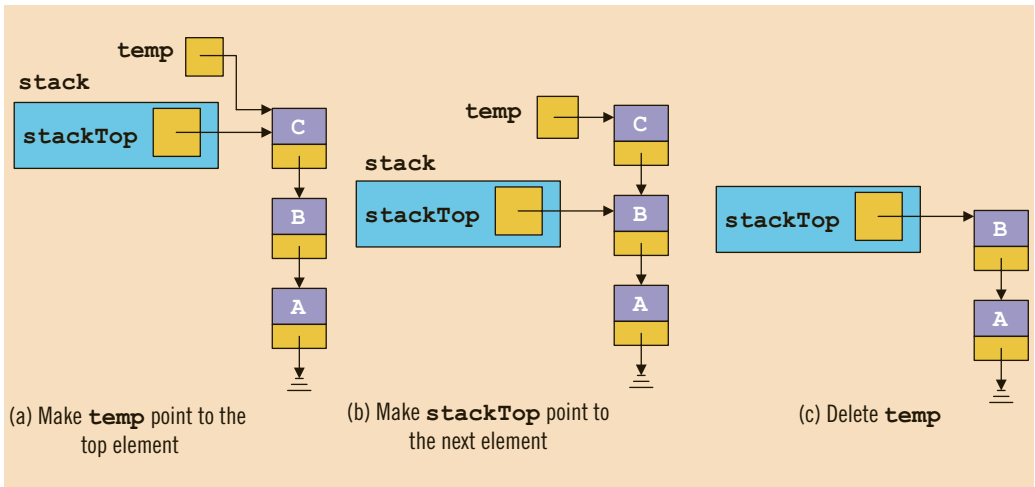 temp
stack
stackTop
C
B
A
(a) Make temp point to the
top element
temp
C
stack
stackTop
B
A
(b) Make stackTop point to
the next element
stackTop
B
A
(c) Delete temp